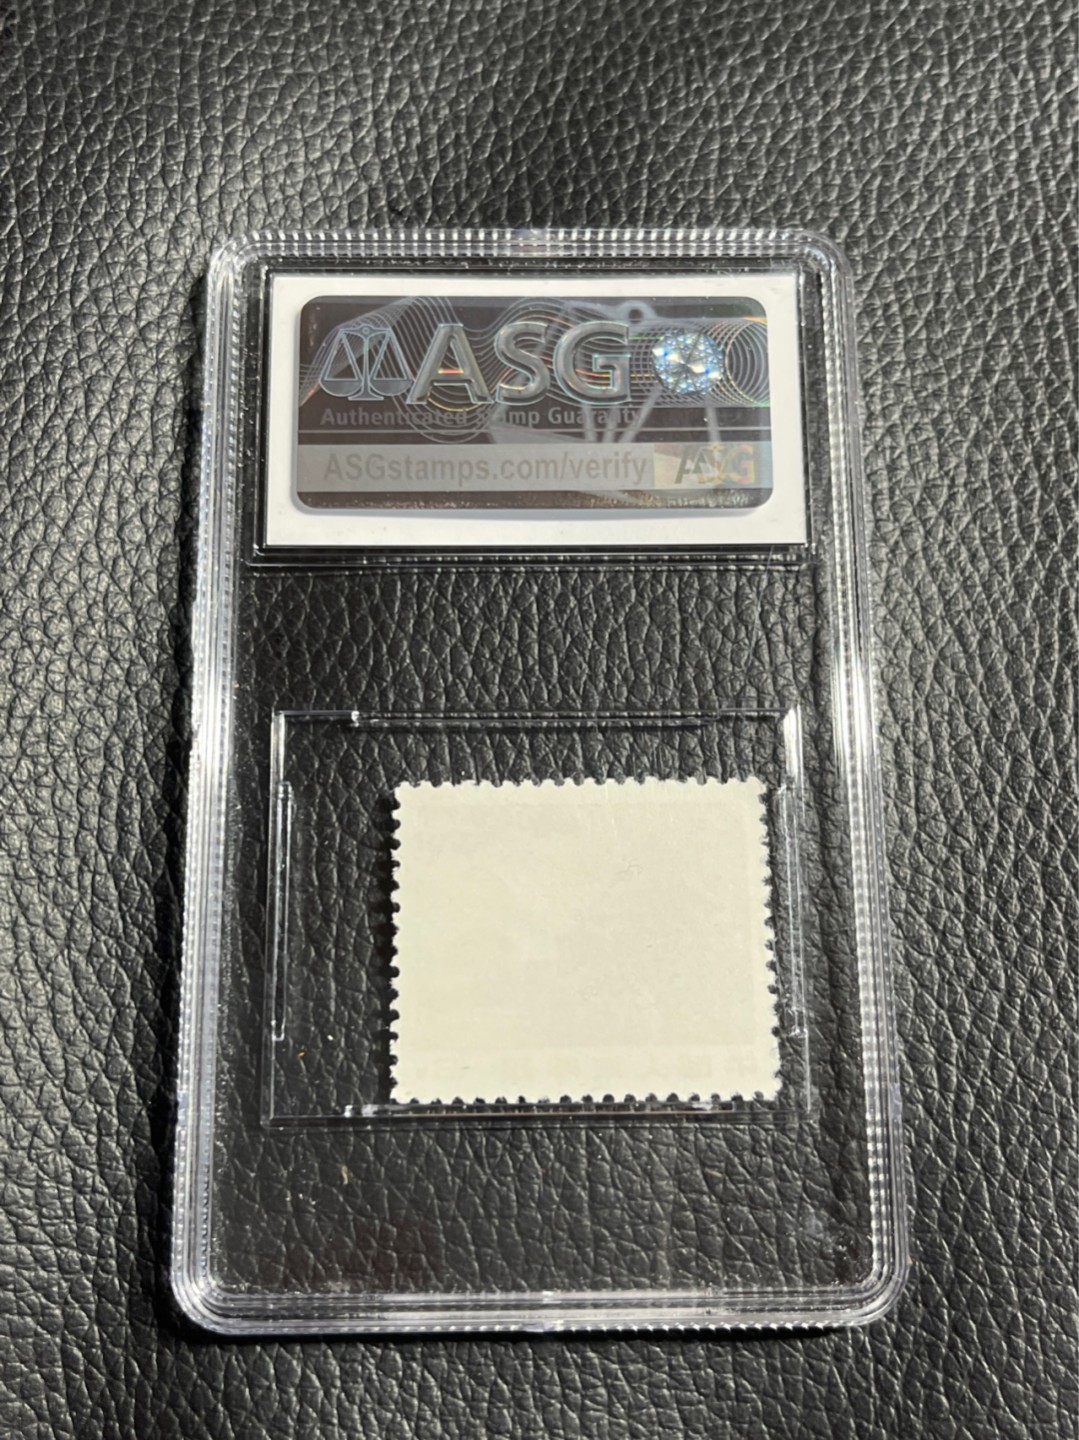 ASG
Authenticated Stamp Guaranty
ASGstamps.com/verify ASG